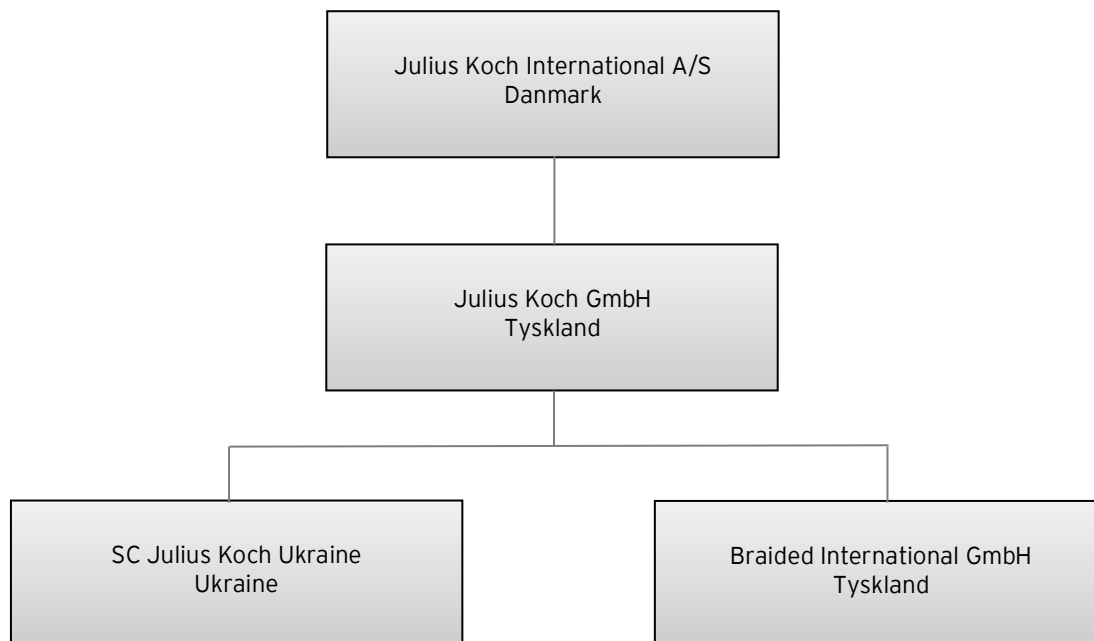 Julius Koch International A/S
Danmark
Julius Koch GmbH
Tyskland
SC Julius Koch Ukraine
Ukraine
Braided International GmbH
Tyskland